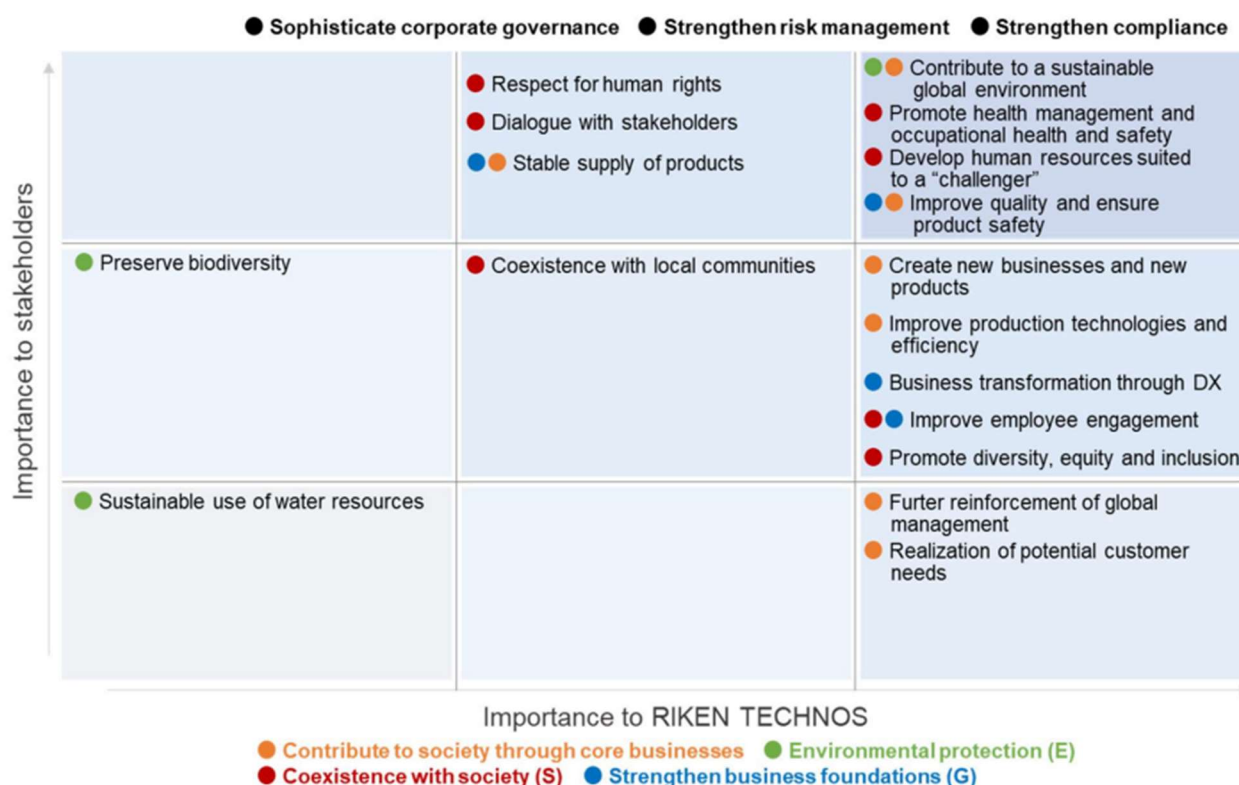 Sophisticate corporate governance Strengthen risk management Strengthen compliance
Importance to stakeholders
Respect for human rights
Dialogue with stakeholders
Stable supply of products
Contribute to a sustainable
global environment
Promote health management and
occupational health and safety
Develop human resources suited
to a “challenger”
Improve quality and ensure
product safety
Preserve biodiversity
Coexistence with local communities
Create new businesses and new
products
Improve production technologies and
efficiency
Business transformation through DX
Improve employee engagement
Promote diversity, equity and inclusion
Sustainable use of water resources
Furter reinforcement of global
management
Realization of potential customer
needs
Importance to RIKEN TECHNOS
Contribute to society through core businesses Environmental protection (E)
Coexistence with society (S) Strengthen business foundations (G)